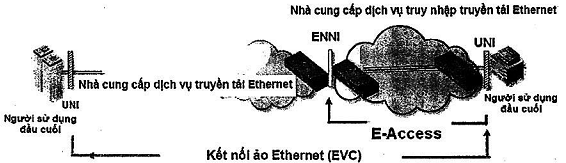 Nhà cung cấp dịch vụ truy nhập truyền tải Ethernet
ENNI
UNI
UNI
Nhà cung cấp dịch vụ truyền tải Ethernet
Người sử dụng
đầu cuối
Người sử dụng
đầu cuối
E-Access
Kết nối ảo Ethernet (EVC)